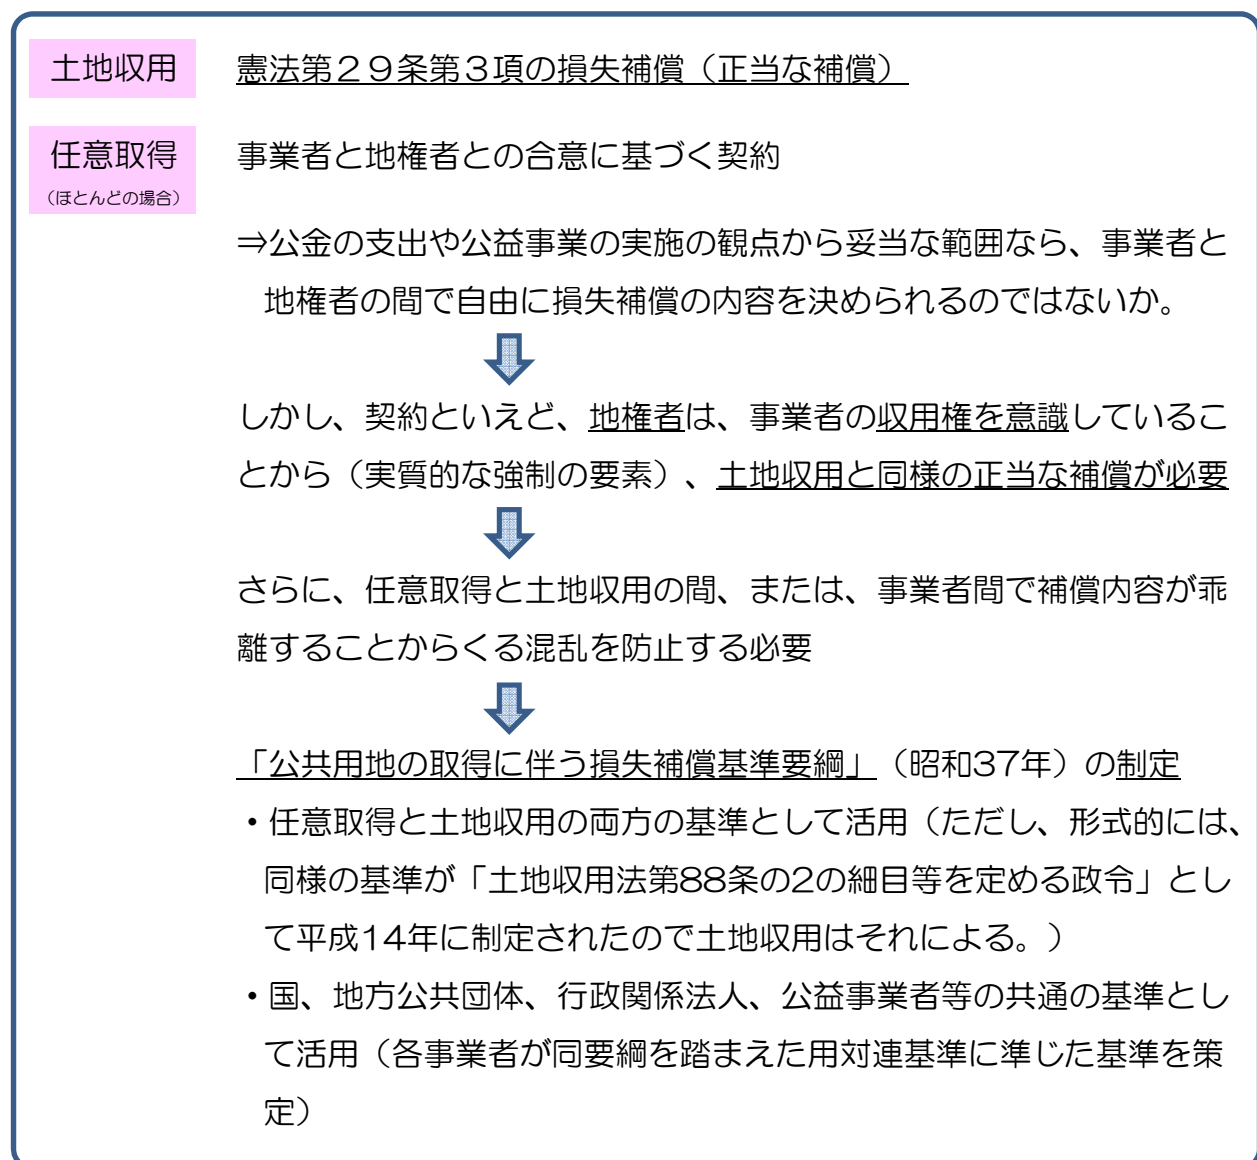 土地収用 憲法第２９条第３項の損失補償（正当な補償）
任意取得 事業者と地権者との合意に基づく契約
（ほとんどの場合）
⇒公金の支出や公益事業の実施の観点から妥当な範囲なら、事業者と
地権者の間で自由に損失補償の内容を決められるのではないか。
しかし、契約といえど、地権者は、事業者の収用権を意識しているこ
とから（実質的な強制の要素）、土地収用と同様の正当な補償が必要
さらに、任意取得と土地収用の間、または、事業者間で補償内容が乖
離することからくる混乱を防止する必要
「公共用地の取得に伴う損失補償基準要綱」（昭和37年）の制定
・任意取得と土地収用の両方の基準として活用（ただし、形式的には、
同様の基準が「土地収用法第88条の2の細目等を定める政令」とし
て平成14年に制定されたので土地収用はそれによる。）
・国、地方公共団体、行政関係法人、公益事業者等の共通の基準とし
て活用（各事業者が同要綱を踏まえた用対連基準に準じた基準を策
定）